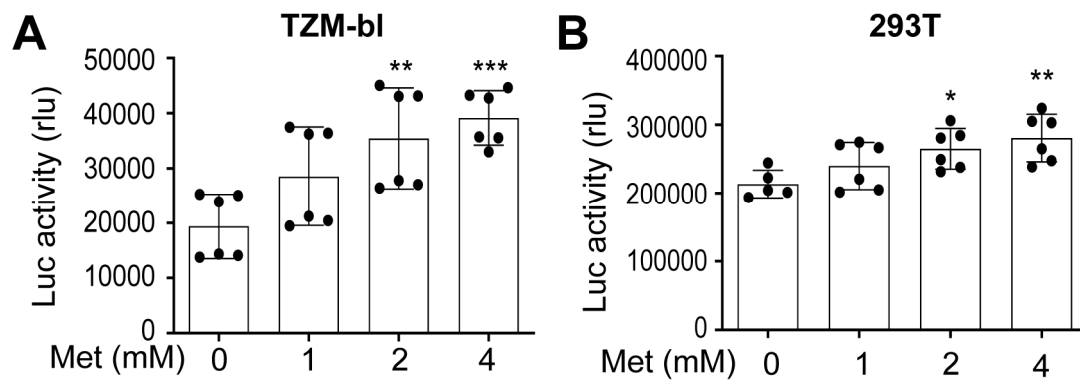 A
TZM-bl
Luc activity (rlu)
50000
40000
30000
20000
10000
0
**
***
Met (mM)
0 1 2 4
B
293T
Luc activity (rlu)
400000
300000
200000
100000
0
*
**
Met (mM)
0 1 2 4